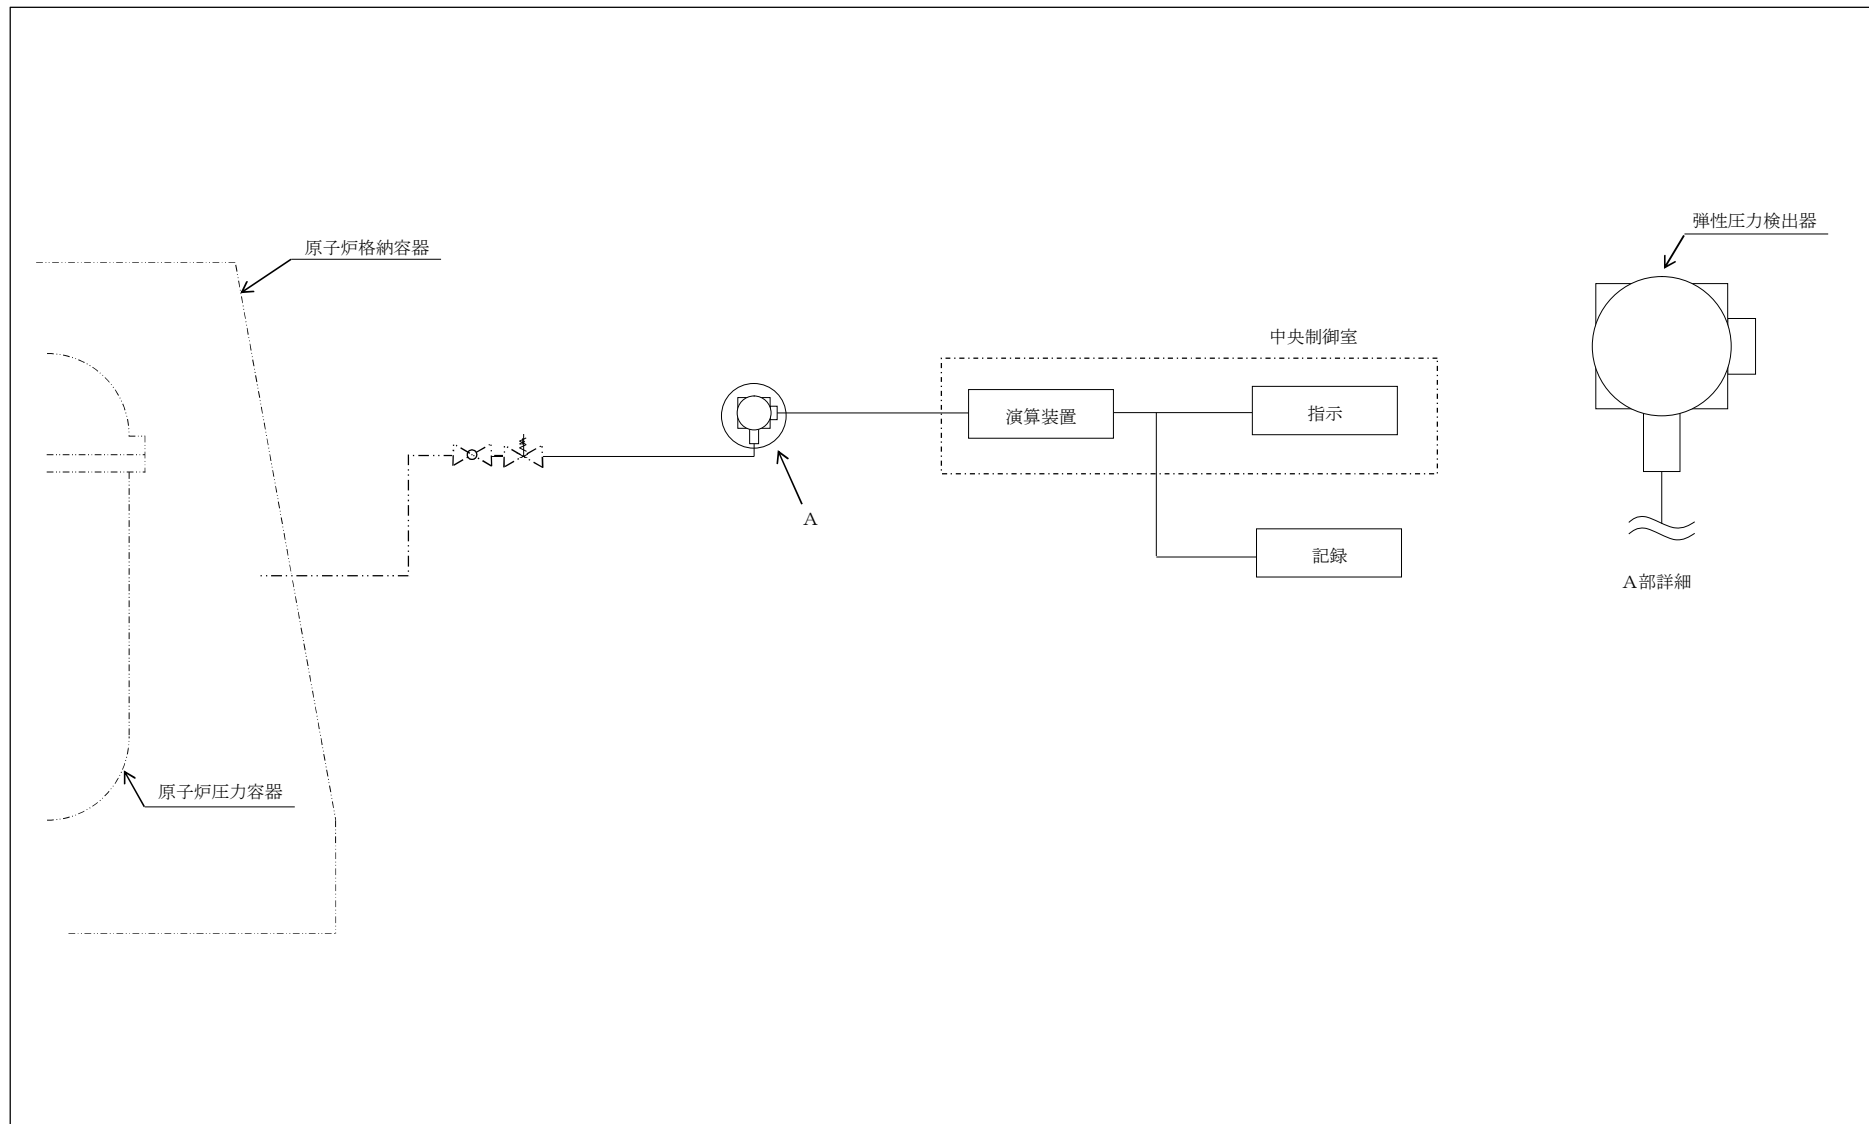 弾性圧力検出器
原子炉格納容器
中央制御室
演算装置
指示
A
記録
A部詳細
原子炉圧力容器